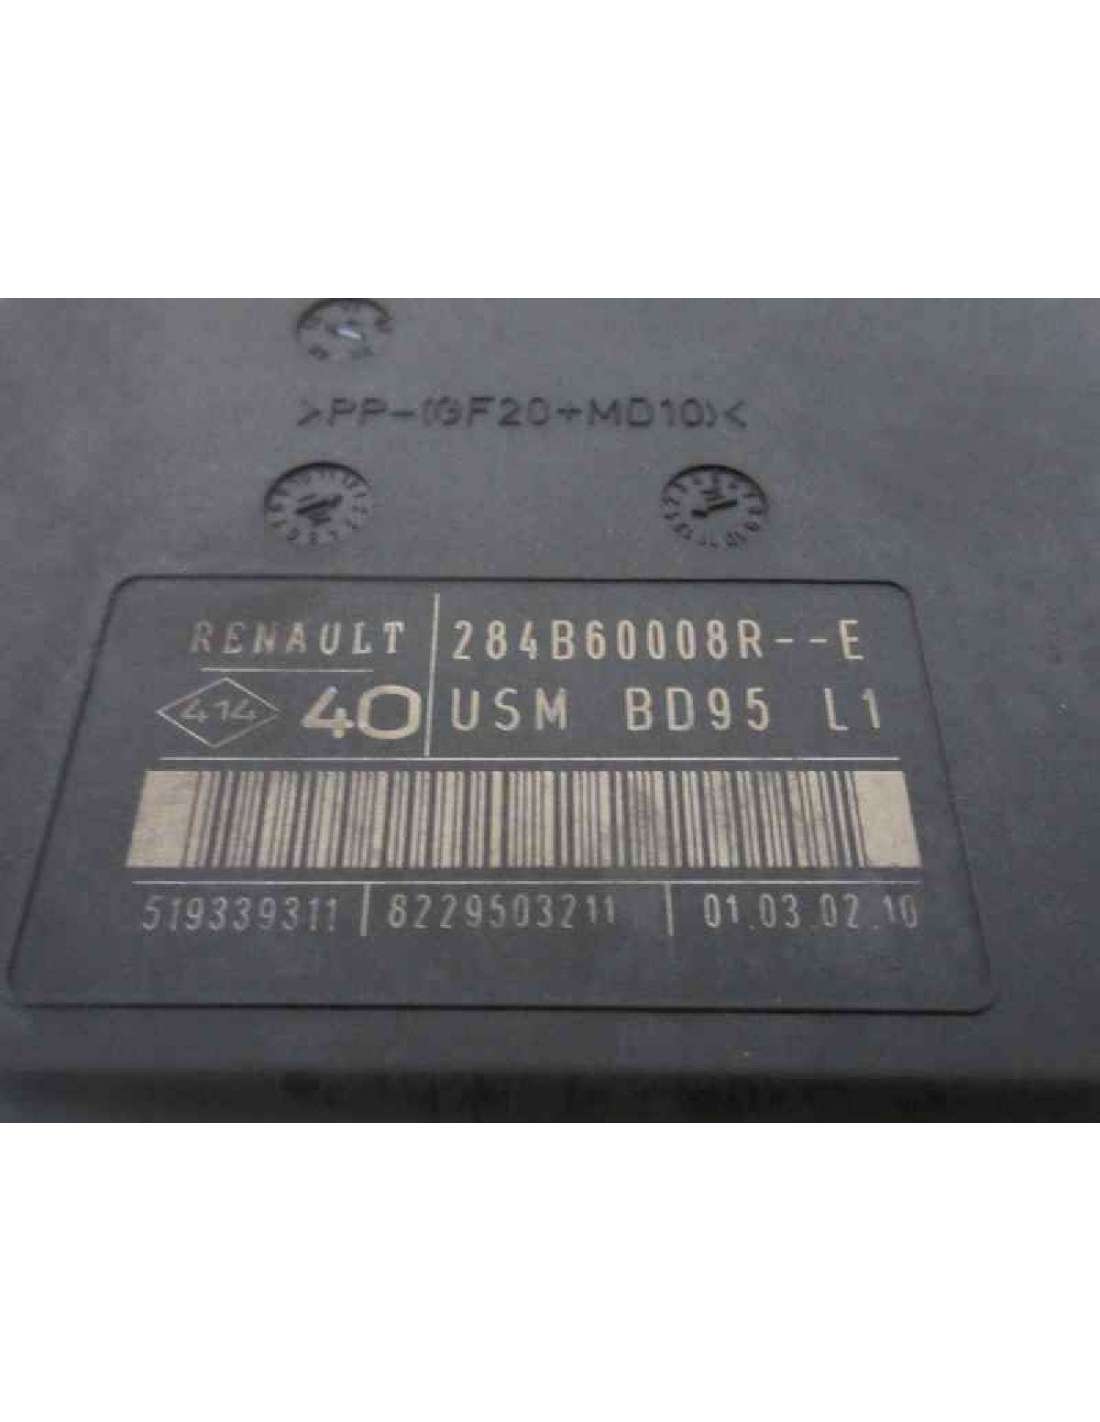 >PP-(GF20+MD10)<
RENAULT 284B60008R--E
414 40 USM BD95 L1
519339311 8229503211 01.03.02.10